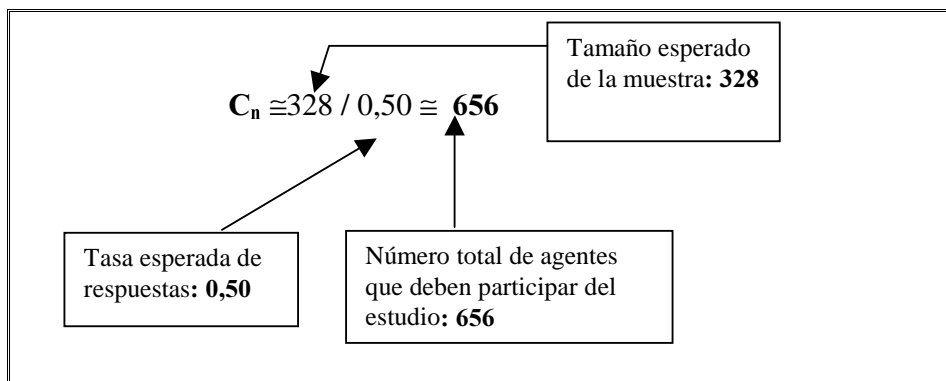 Tamaño esperado
de la muestra: 328
Cn ≅328 / 0,50 ≅ 656
Tasa esperada de
respuestas: 0,50
Número total de agentes
que deben participar del
estudio: 656